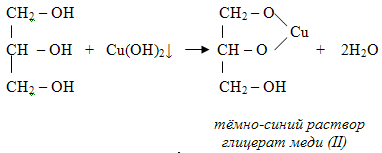 CH₂ – OH CH₂ – O
| | Cu
CH – OH + Cu(OH)₂↓ → CH – O + 2H₂O
| |
CH₂ – OH CH₂ – OH
тёмно-синий раствор
глицерат меди (II)
.